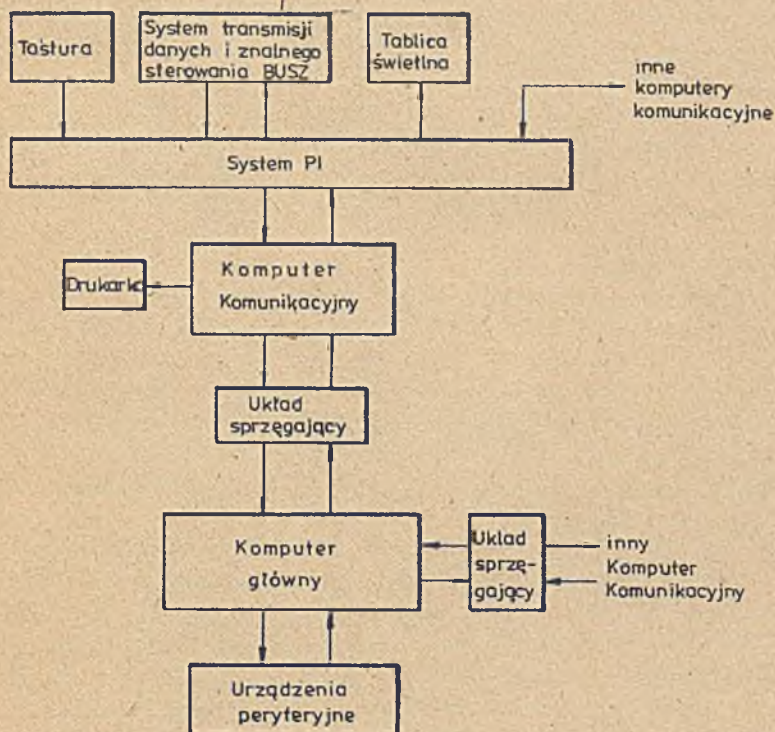 Tastura
System transmisji
danych i znalnego
sterowania BUSZ
Tablica
świetlna
inne
komputery
komunikacyjne
System PI
Komputer
Komunikacyjny
Drukarka
Układ
sprzęgający
Komputer
główny
Układ
sprzę-
gający
inny
Komputer
Komunikacyjny
Urządzenia
peryferyjne